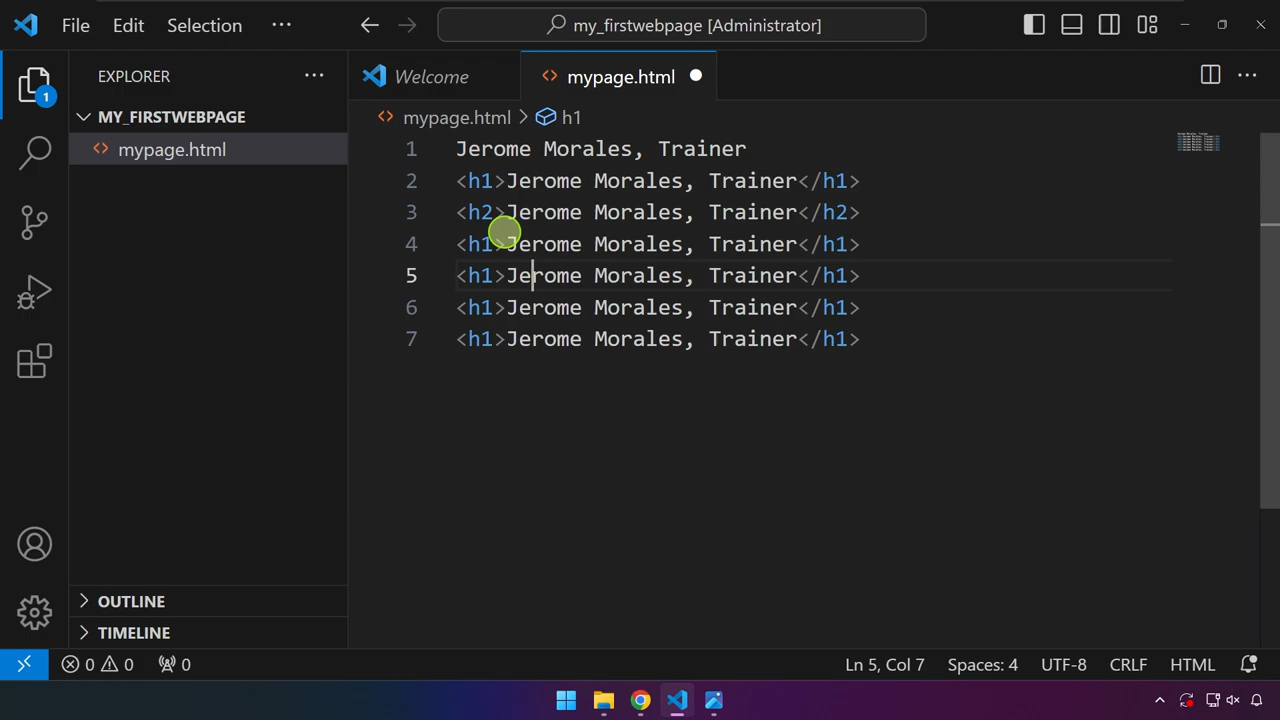 File Edit Selection ··· my_firstwebpage [Administrator]
EXPLORER ···
Welcome
mypage.html
MY_FIRSTWEBPAGE
mypage.html
mypage.html > h1
1 Jerome Morales, Trainer
2 <h1>Jerome Morales, Trainer</h1>
3 <h2>Jerome Morales, Trainer</h2>
4 <h1>Jerome Morales, Trainer</h1>
5 <h1>Jerome Morales, Trainer</h1>
6 <h1>Jerome Morales, Trainer</h1>
7 <h1>Jerome Morales, Trainer</h1>
1
OUTLINE
TIMELINE
0 0 0 Ln 5, Col 7 Spaces: 4 UTF-8 CRLF HTML